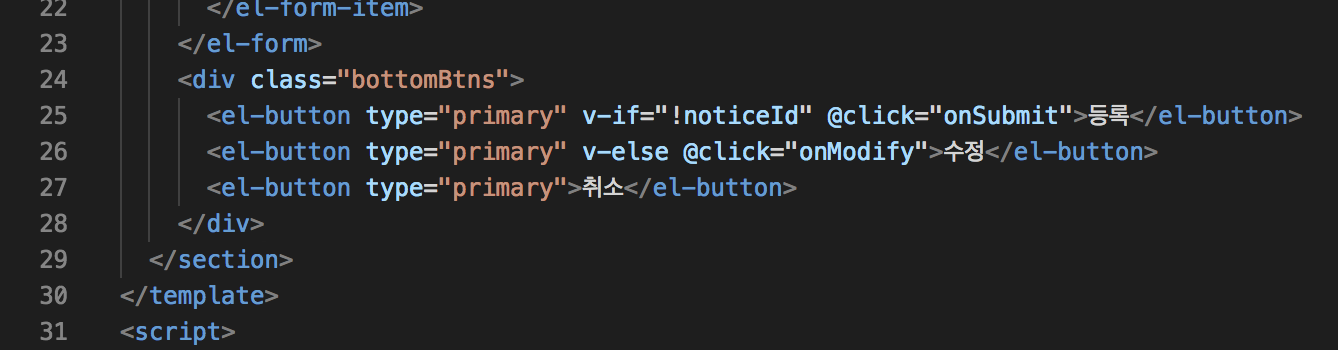 22 </el-form-item>
23 </el-form>
24 <div class="bottomBtns">
25 <el-button type="primary" v-if="!noticeId" @click="onSubmit">등록</el-button>
26 <el-button type="primary" v-else @click="onModify">수정</el-button>
27 <el-button type="primary">취소</el-button>
28 </div>
29 </section>
30 </template>
31 <script>